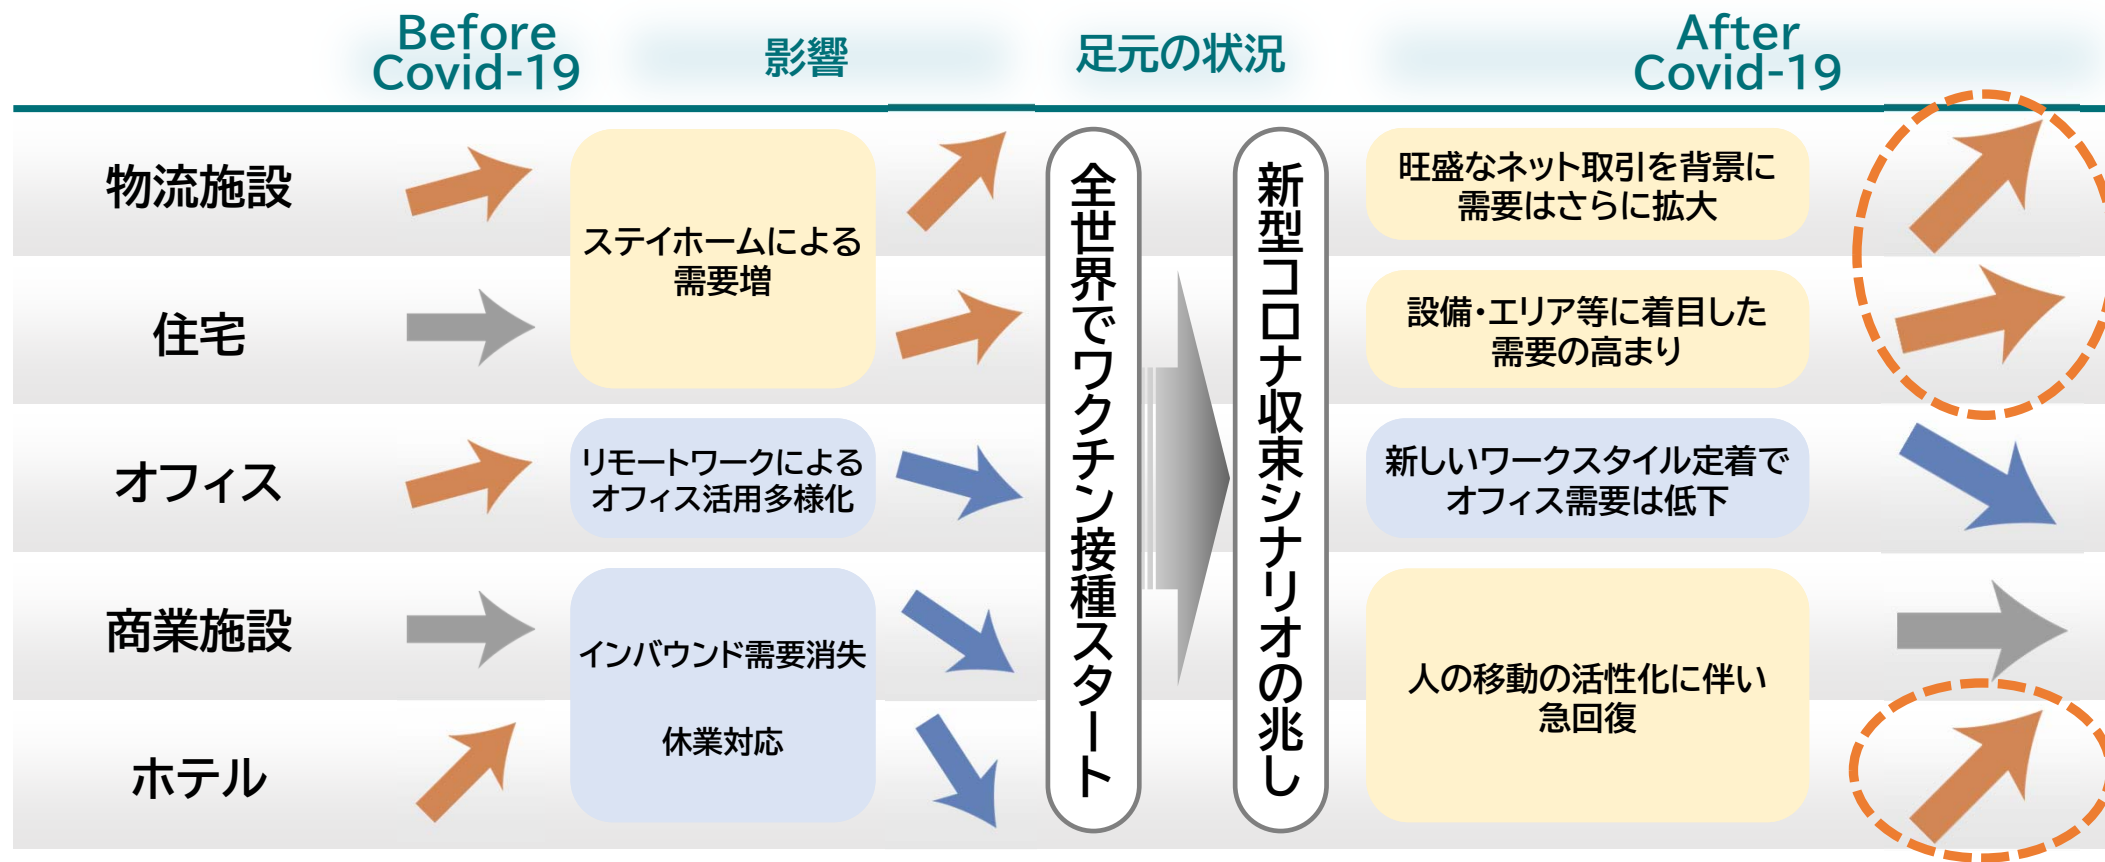 Before
Covid-19
影響
足元の状況
After
Covid-19
物流施設
住宅
オフィス
商業施設
ホテル
ステイホームによる
需要増
リモートワークによる
オフィス活用多様化
インバウンド需要消失
休業対応
全世界でワクチン接種スタート
新型コロナ収束シナリオの兆し
旺盛なネット取引を背景に
需要はさらに拡大
設備・エリア等に着目した
需要の高まり
新しいワークスタイル定着で
オフィス需要は低下
人の移動の活性化に伴い
急回復